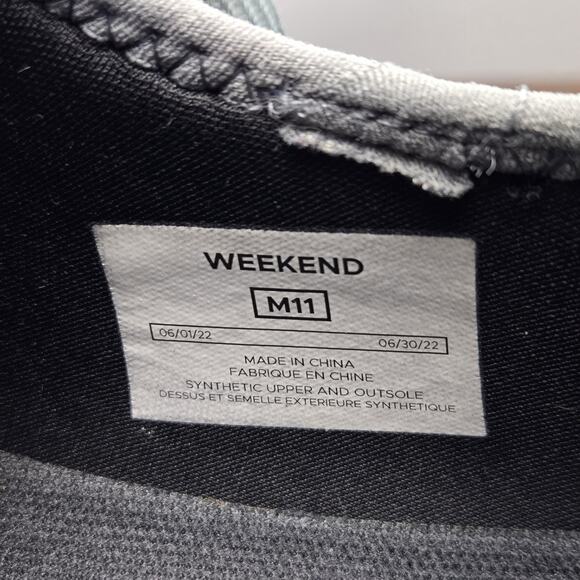 WEEKEND
M11
06/01/22 06/30/22
MADE IN CHINA
FABRIQUE EN CHINE
SYNTHETIC UPPER AND OUTSOLE
DESSUS ET SEMELLE EXTERIEURE SYNTHETIQUE